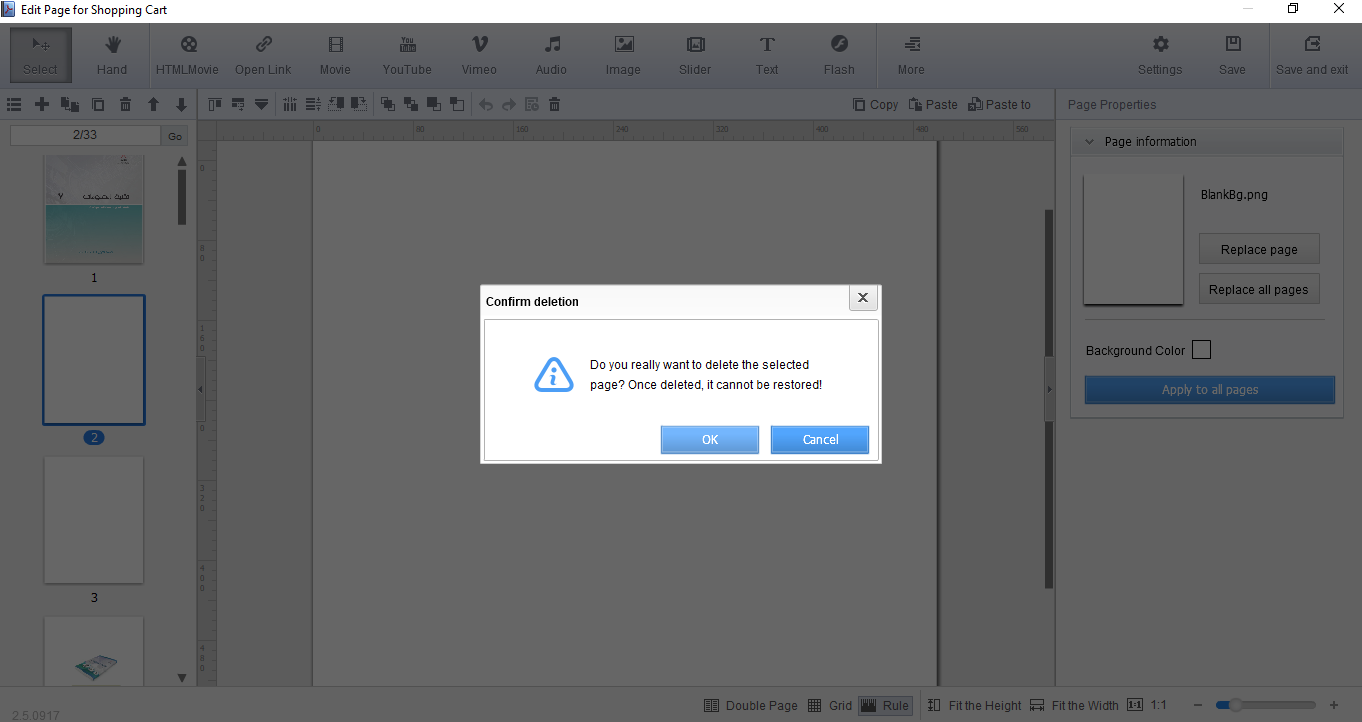 Edit Page for Shopping Cart
Select
Hand
HTMLMovie
Open Link
Movie
YouTube
Vimeo
Audio
Image
Slider
Text
Flash
More
Settings
Save
Save and exit
Copy
Paste
Paste to
Page Properties
2/33
Go
0 80 160 240 320 400 480 560
Page information
BlankBg.png
Replace page
Replace all pages
Background Color
Apply to all pages
1
2
3
Confirm deletion
Do you really want to delete the selected
page? Once deleted, it cannot be restored!
OK
Cancel
Double Page
Grid
Rule
Fit the Height
Fit the Width
1:1
2.5.0917